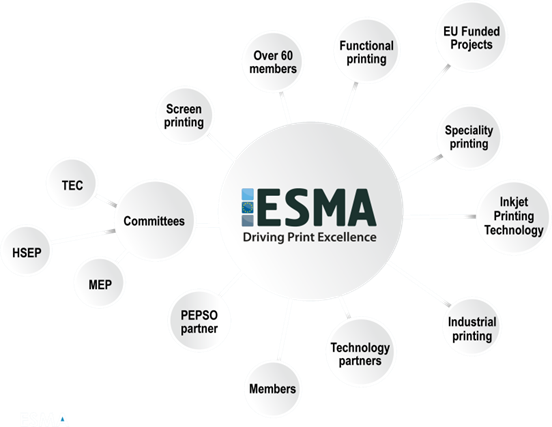 EU Funded
Projects
Functional
printing
Over 60
members
Screen
printing
Speciality
printing
TEC
Committees
ESMA
Driving Print Excellence
Inkjet
Printing
Technology
HSEP
MEP
PEPSO
partner
Industrial
printing
Technology
partners
Members